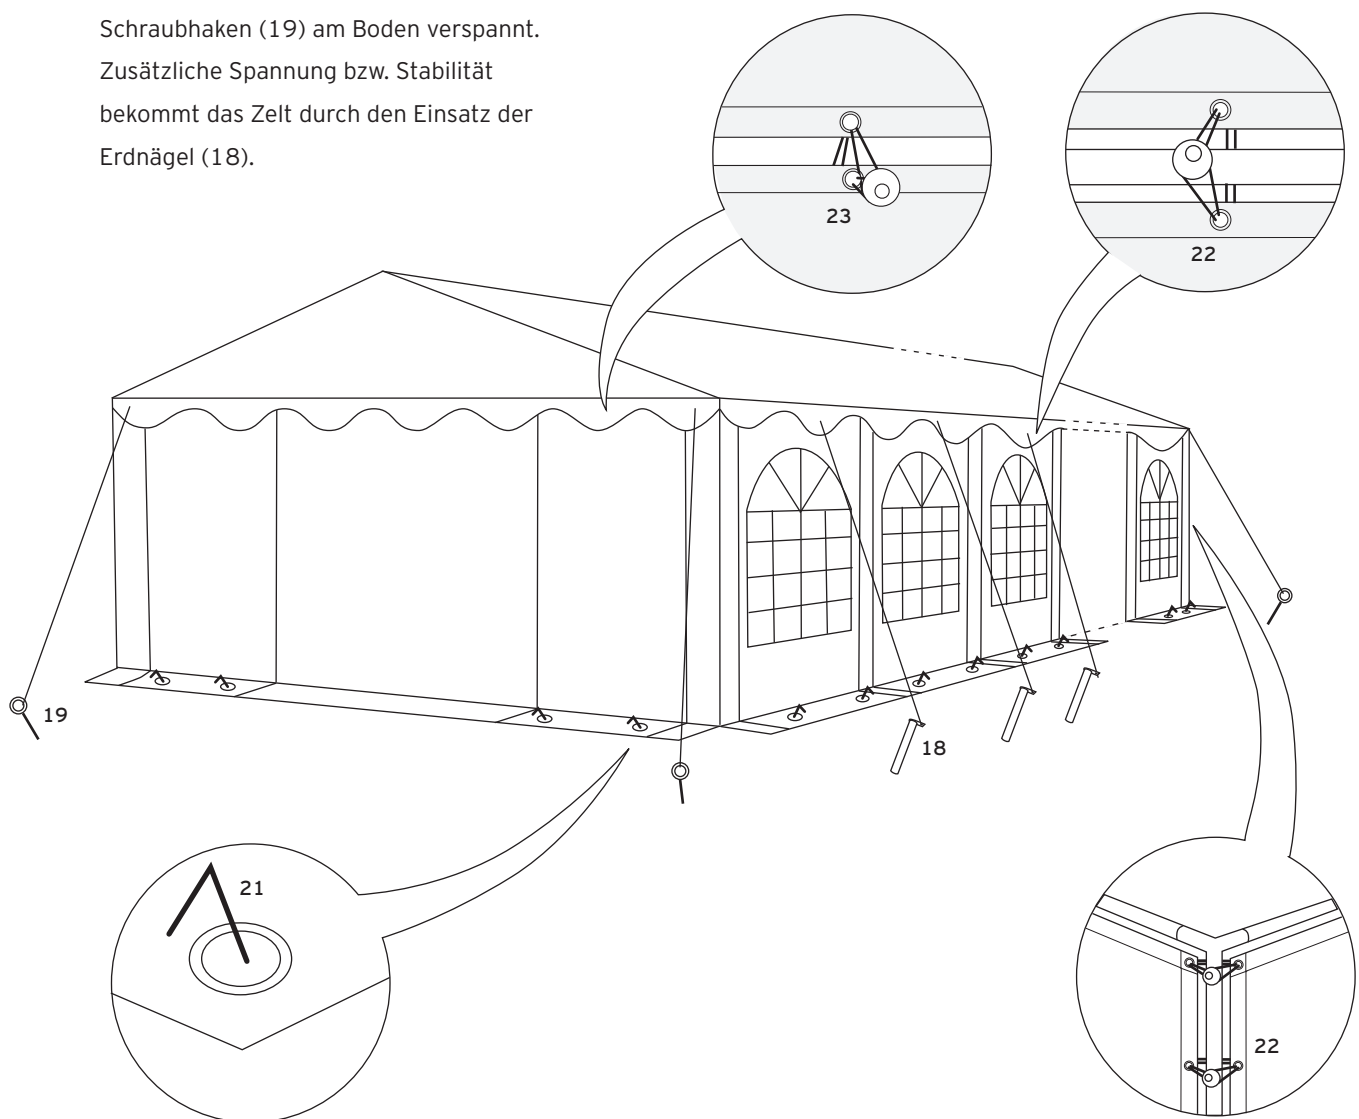 Schraubhaken (19) am Boden verspannt.
Zusätzliche Spannung bzw. Stabilität
bekommt das Zelt durch den Einsatz der
Erdnägel (18).
23
22
19
18
21
22